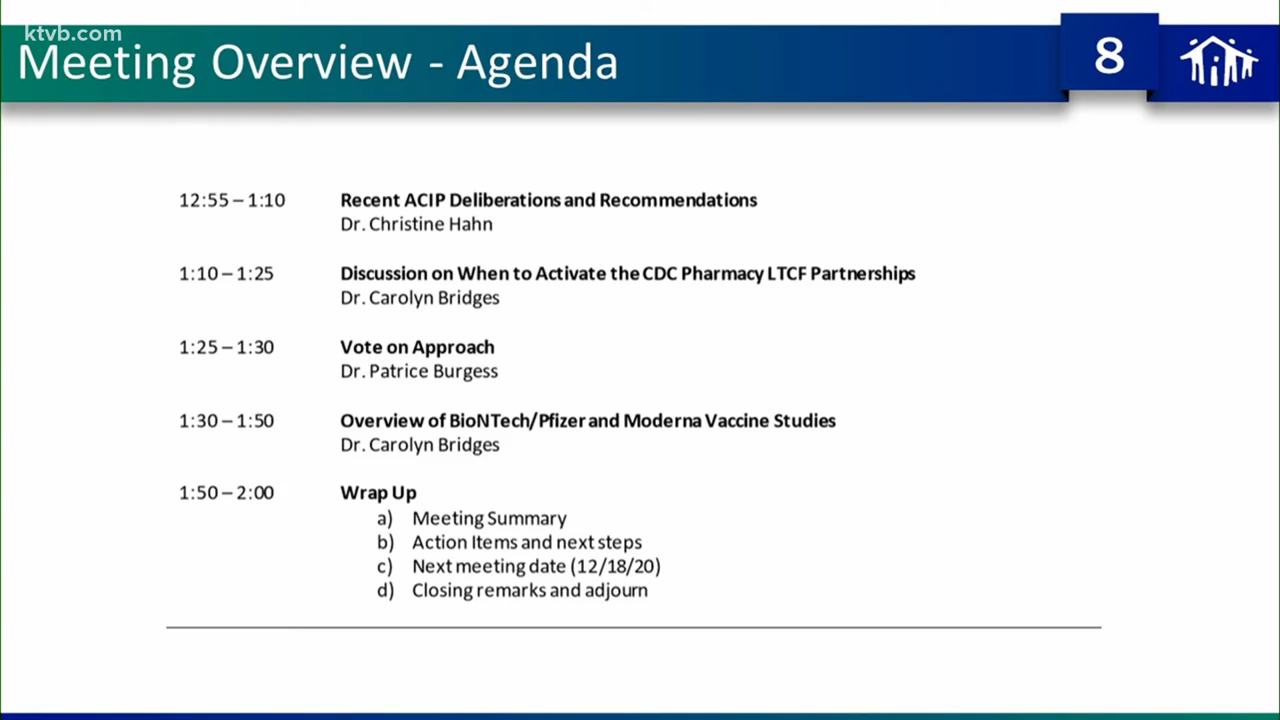 ktvb.com
Meeting Overview - Agenda
8
12:55 – 1:10 Recent ACIP Deliberations and Recommendations
Dr. Christine Hahn
1:10 – 1:25 Discussion on When to Activate the CDC Pharmacy LTCF Partnerships
Dr. Carolyn Bridges
1:25 – 1:30 Vote on Approach
Dr. Patrice Burgess
1:30 – 1:50 Overview of BioNTech/Pfizer and Moderna Vaccine Studies
Dr. Carolyn Bridges
1:50 – 2:00 Wrap Up
a) Meeting Summary
b) Action Items and next steps
c) Next meeting date (12/18/20)
d) Closing remarks and adjourn